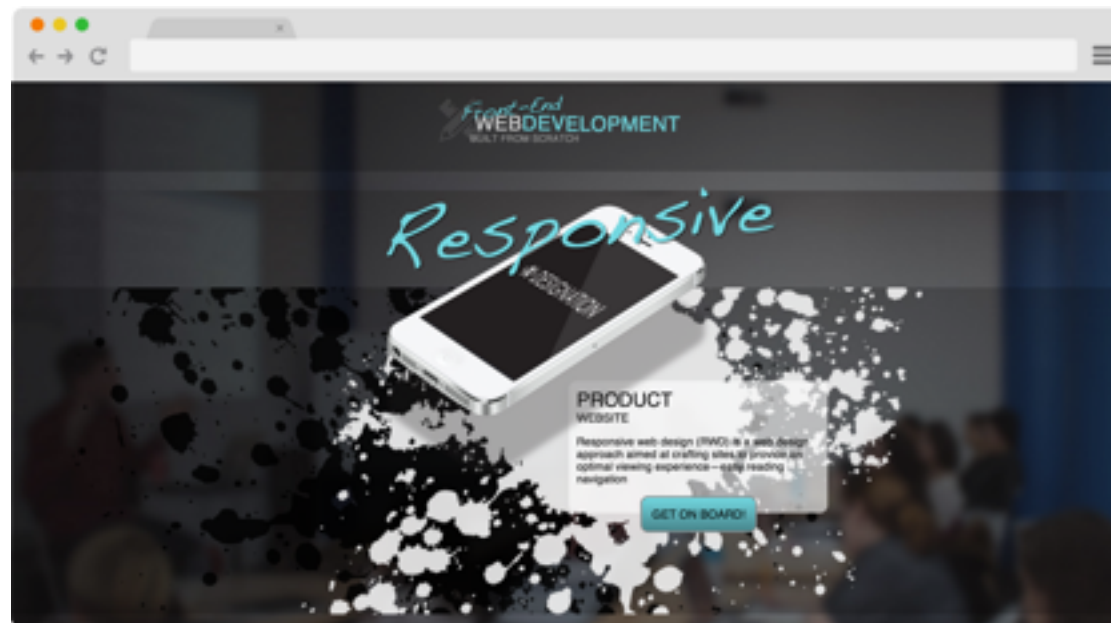 Front-End
WEBDEVELOPMENT
BUILT FROM SCRATCH
Responsive
PRODUCT
WEBSITE
Responsive web design (RWD) is a web design
approach aimed at crafting sites to provide an
optimal viewing experience—easy reading
navigation
GET ON BOARD!